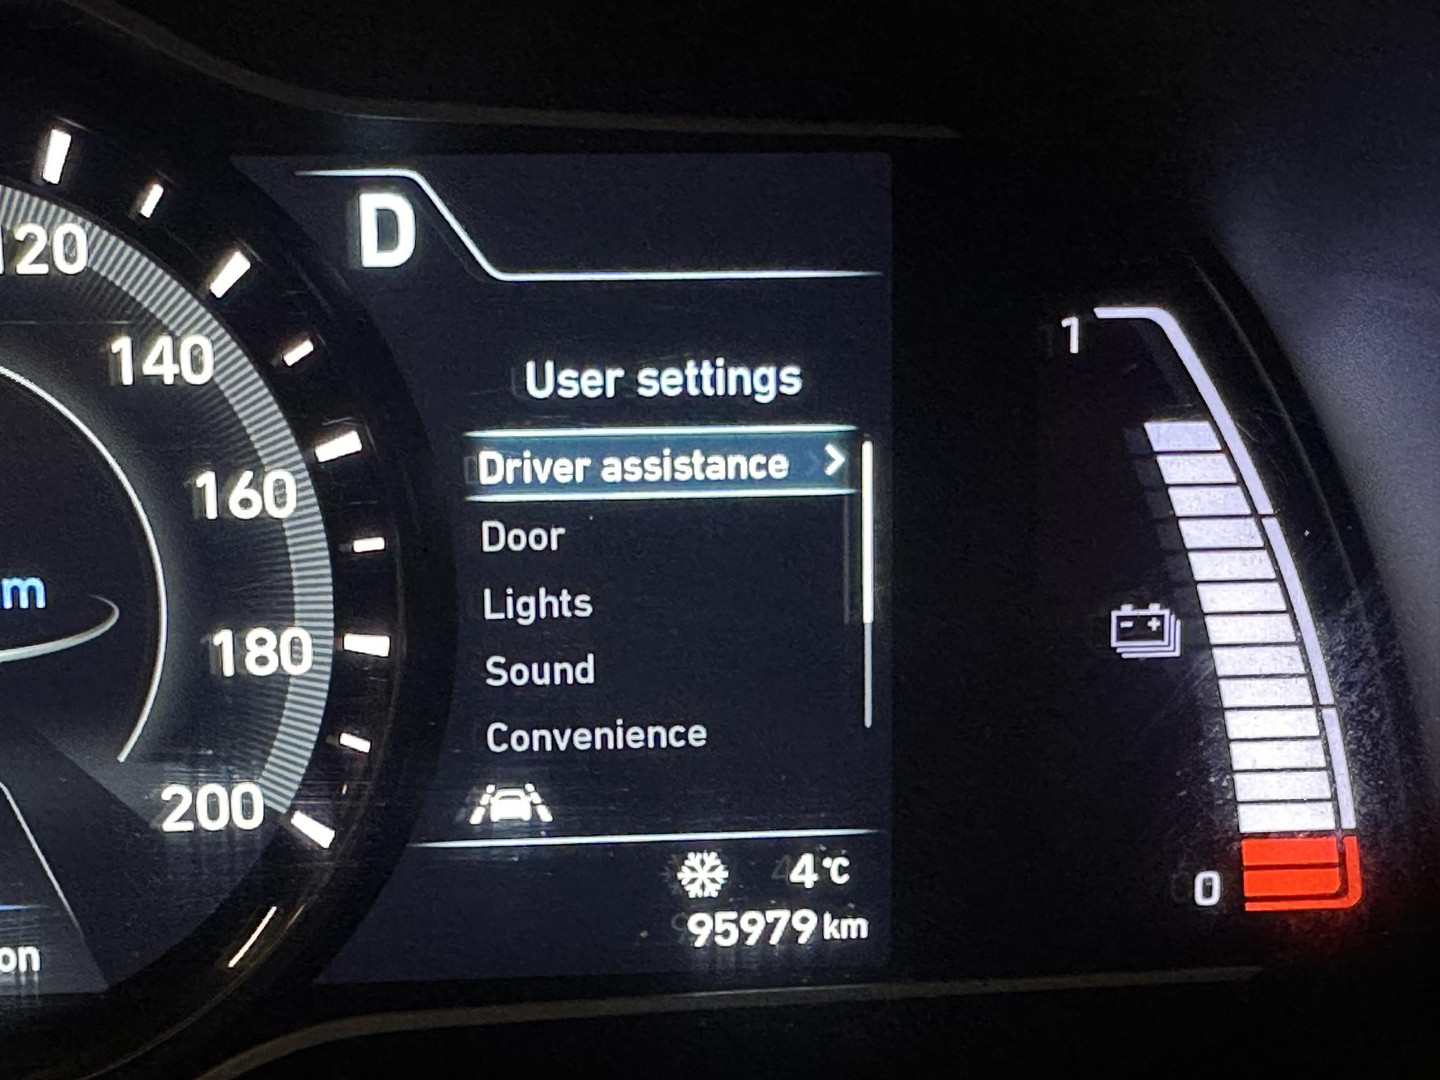 D
120
140
160
180
200
m
on
User settings
Driver assistance >
Door
Lights
Sound
Convenience
4°C
95979 km
1
0